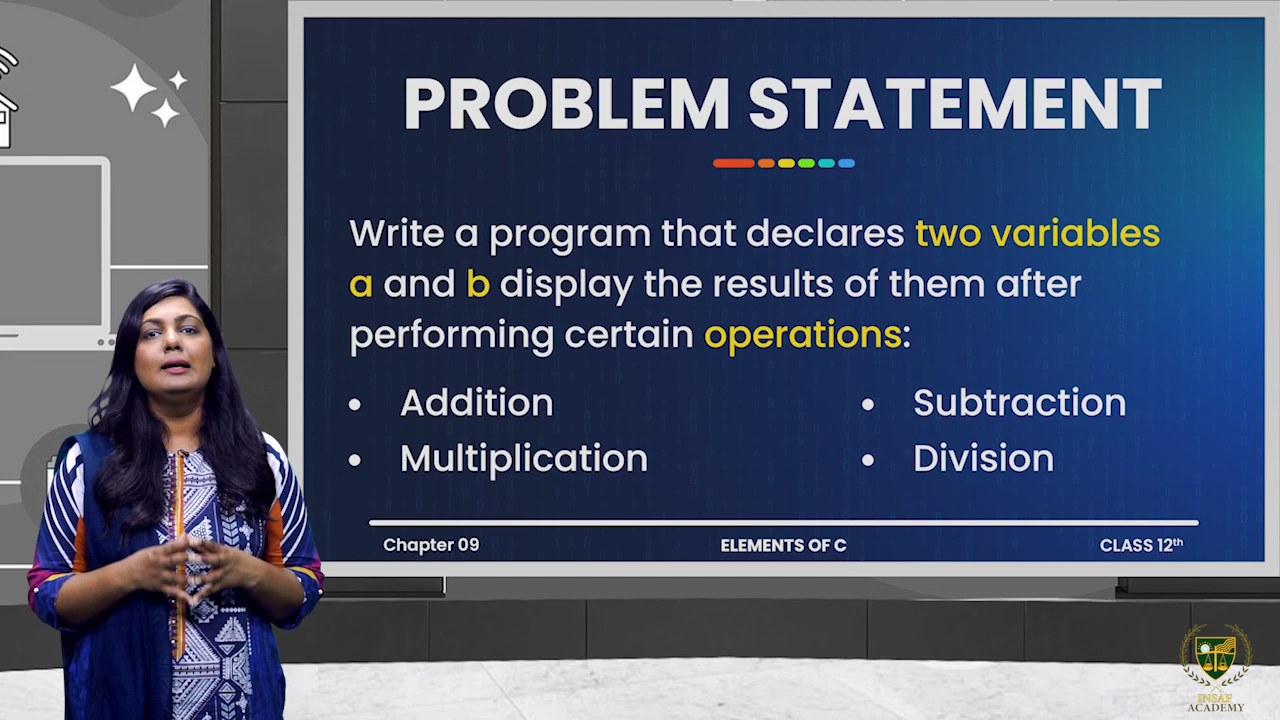 PROBLEM STATEMENT
Write a program that declares two variables
a and b display the results of them after
performing certain operations:
• Addition
• Subtraction
• Multiplication
• Division
Chapter 09
ELEMENTS OF C
CLASS 12th
INSAF
ACADEMY